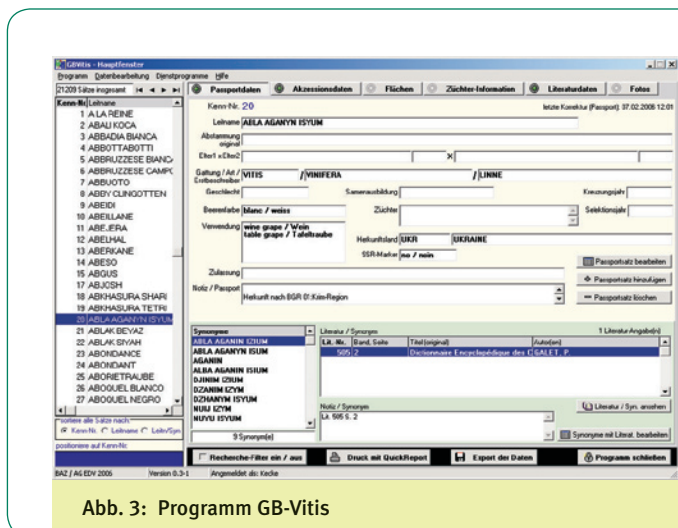 GBVitis - Hauptfenster
Programm Datenbearbeitung Dienstprogramme Hilfe
21209 Sätze insgesamt
Passportdaten Akzessionsdaten Flächen Züchter-Information Literaturdaten Fotos
Kenn-Nr. Leitname
1 A LA REINE
2 ABALI KOCA
3 ABBADIA BIANCA
4 ABBOTTABOTTI
5 ABBRUZZESE BIANC
6 ABBRUZZESE CAMPO
7 ABBUOTO
8 ABBY CLINGOTTEN
9 ABEIDI
10 ABEILLANE
11 ABEJERA
12 ABELHAL
13 ABERKANE
14 ABESO
15 ABGUS
17 ABJOSH
18 ABKHASURA SHARI
19 ABKHASURA TETRI
20 ABLA AGANYN ISYUM
21 ABLAK BEYAZ
22 ABLAK SIYAH
23 ABONDANCE
24 ABONDANT
25 ABORIETRAUBE
26 ABOQUEL BLANCO
27 ABOQUEL NEGRO
sortiere alle Sätze nach:
Kenn-Nr. Leitname Leitn/Syn.
positioniere auf Kenn-Nr.
Kenn-Nr. 20
letzte Korrektur (Passport): 37.02.2006 12:01
Leitname ABLA AGANYN ISYUM
Abstammung original
Elter1 x Elter2 X
Gattung / Art / Erstbeschreiber VITIS / VINIFERA / LINNE
Geschlecht Samenausbildung Kreuzungsjahr
Beerenfarbe blanc / weiss Züchter Selektionsjahr
Verwendung wine grape / Wein
table grape / Tafeltraube
Herkunftsland UKR UKRAINE
SSR-Marker no / nein
Zulassung
Notiz / Passport
Herkunft nach BGR 01:Krim-Region
Passportsatz bearbeiten
Passportsatz hinzufügen
Passportsatz löschen
Synonyme
ABLA AGANIN IZIUM
ABLA AGANYN ISUM
AGANIN
ALBA AGANIN ISIUM
DJINIM IZIUM
DZANIM IZYM
DZHANYM ISYUM
NUIJ IZYM
NUYU ISYUM
9 Synonym(e)
Literatur / Synonym 1 Literatur-Angabe(n)
Lit.-Nr. Band, Seite Titel(original) Autor(en)
505 2 Dictionnaire Encyclopédique des C GALET, P.
Notiz / Synonym
Lit. 505 S. 2
Literatur / Syn. ansehen
Synonyme mit Literat. bearbeiten
Recherche-Filter ein / aus Druck mit QuickReport Export der Daten Programm schließen
BAZ / AG EDV 2006 Version 0.3-1 Angemeldet als: Kecke
Abb. 3: Programm GB-Vitis